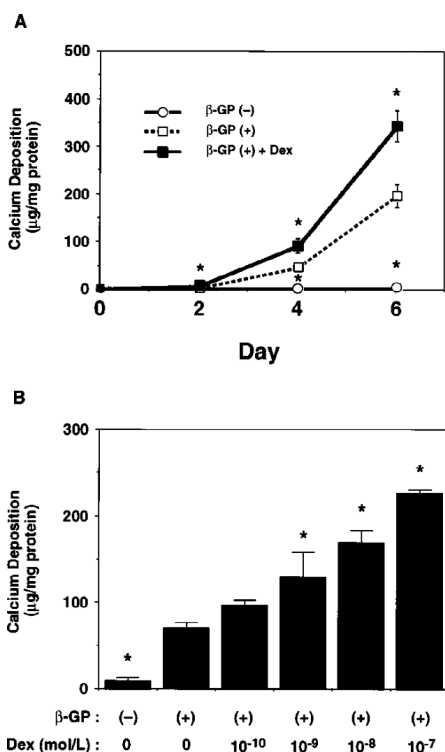 A
500
400
300
200
100
0
Calcium Deposition
(μg/mg protein)
β-GP (−)
β-GP (+)
β-GP (+) + Dex
*
*
*
*
*
0 2 4 6
Day
B
300
200
100
0
Calcium Deposition
(μg/mg protein)
*
*
*
*
β-GP : (−) (+) (+) (+) (+) (+)
Dex (mol/L) : 0 0 10⁻¹⁰ 10⁻⁹ 10⁻⁸ 10⁻⁷